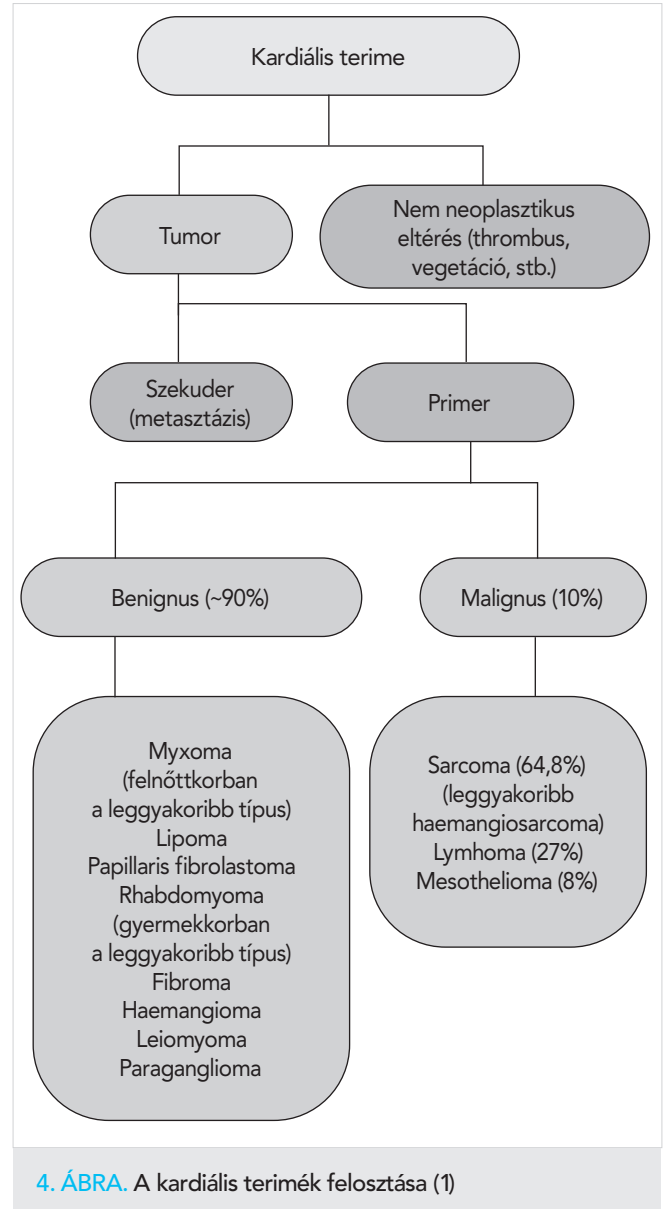 Kardiális terime
Tumor
Nem neoplasztikus
eltérés (thrombus,
vegetáció, stb.)
Szekuder
(metasztázis)
Primer
Benignus (~90%)
Malignus (10%)
Myxoma
(felnőttkorban
a leggyakoribb típus)
Lipoma
Papillaris fibrolastoma
Rhabdomyoma
(gyermekkorban
a leggyakoribb típus)
Fibroma
Haemangioma
Leiomyoma
Paraganglioma
Sarcoma (64,8%)
(leggyakoribb
haemangiosarcoma)
Lymhoma (27%)
Mesothelioma (8%)
4. ÁBRA. A kardiális terimék felosztása (1)